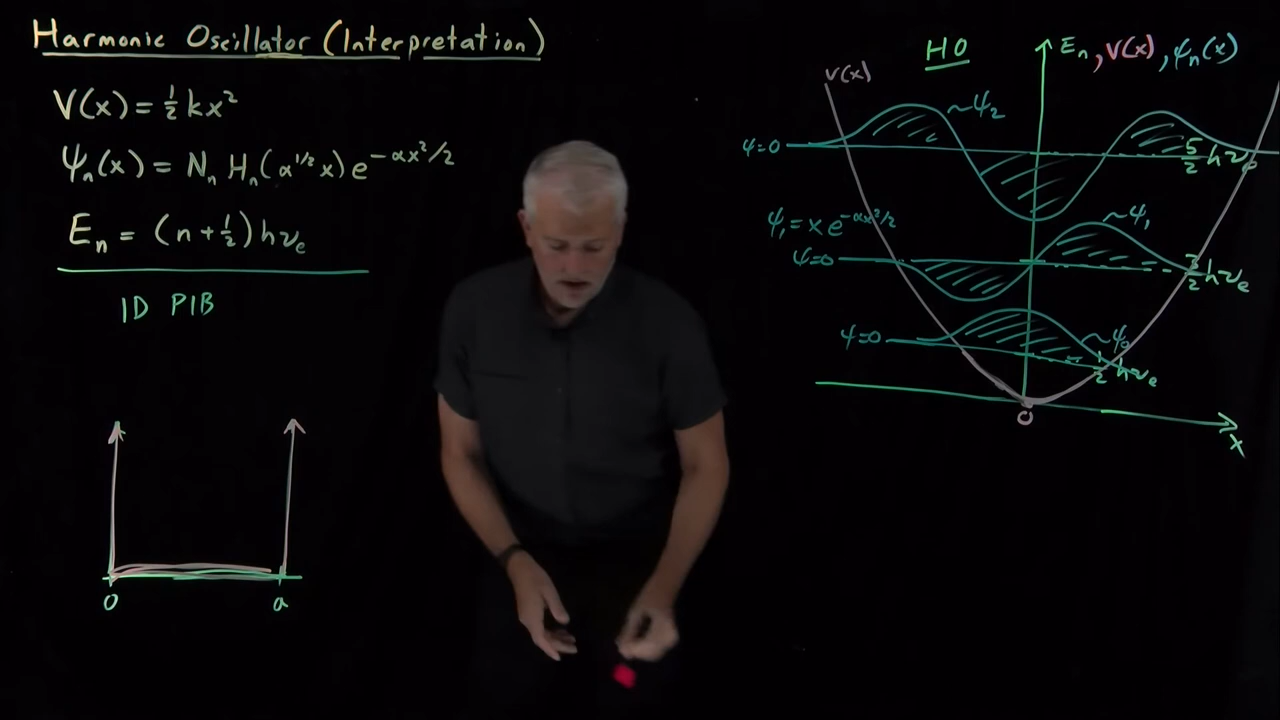 Harmonic Oscillator (Interpretation)
V(x) = ½kx²
ψₙ(x) = Nₙ Hₙ(α^{1/2} x) e^{-αx²/2}
Eₙ = (n+½)hνₑ
1D PIB
0
a
HO
Eₙ, V(x), ψₙ(x)
V(x)
~ψ₂
ψ=0
5/2 hνₑ
ψ₁ = x e^{-αx²/2}
~ψ₁
ψ=0
3/2 hνₑ
ψ=0
~ψ₀
1/2 hνₑ
0
x